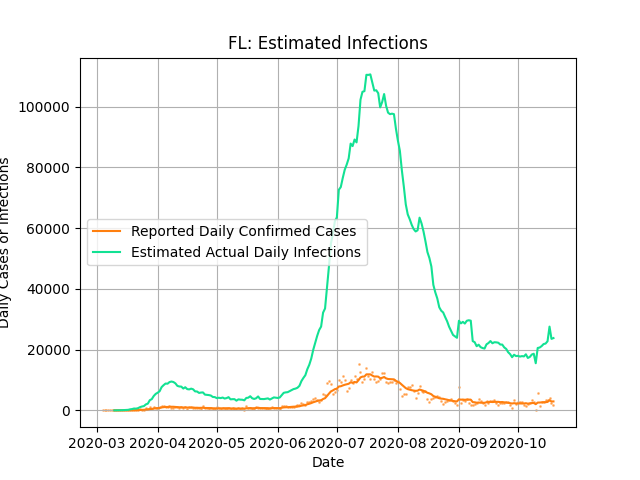 FL: Estimated Infections
Daily Cases or Infections
100000
80000
60000
40000
20000
0
Reported Daily Confirmed Cases
Estimated Actual Daily Infections
2020-03 2020-04 2020-05 2020-06 2020-07 2020-08 2020-09 2020-10
Date